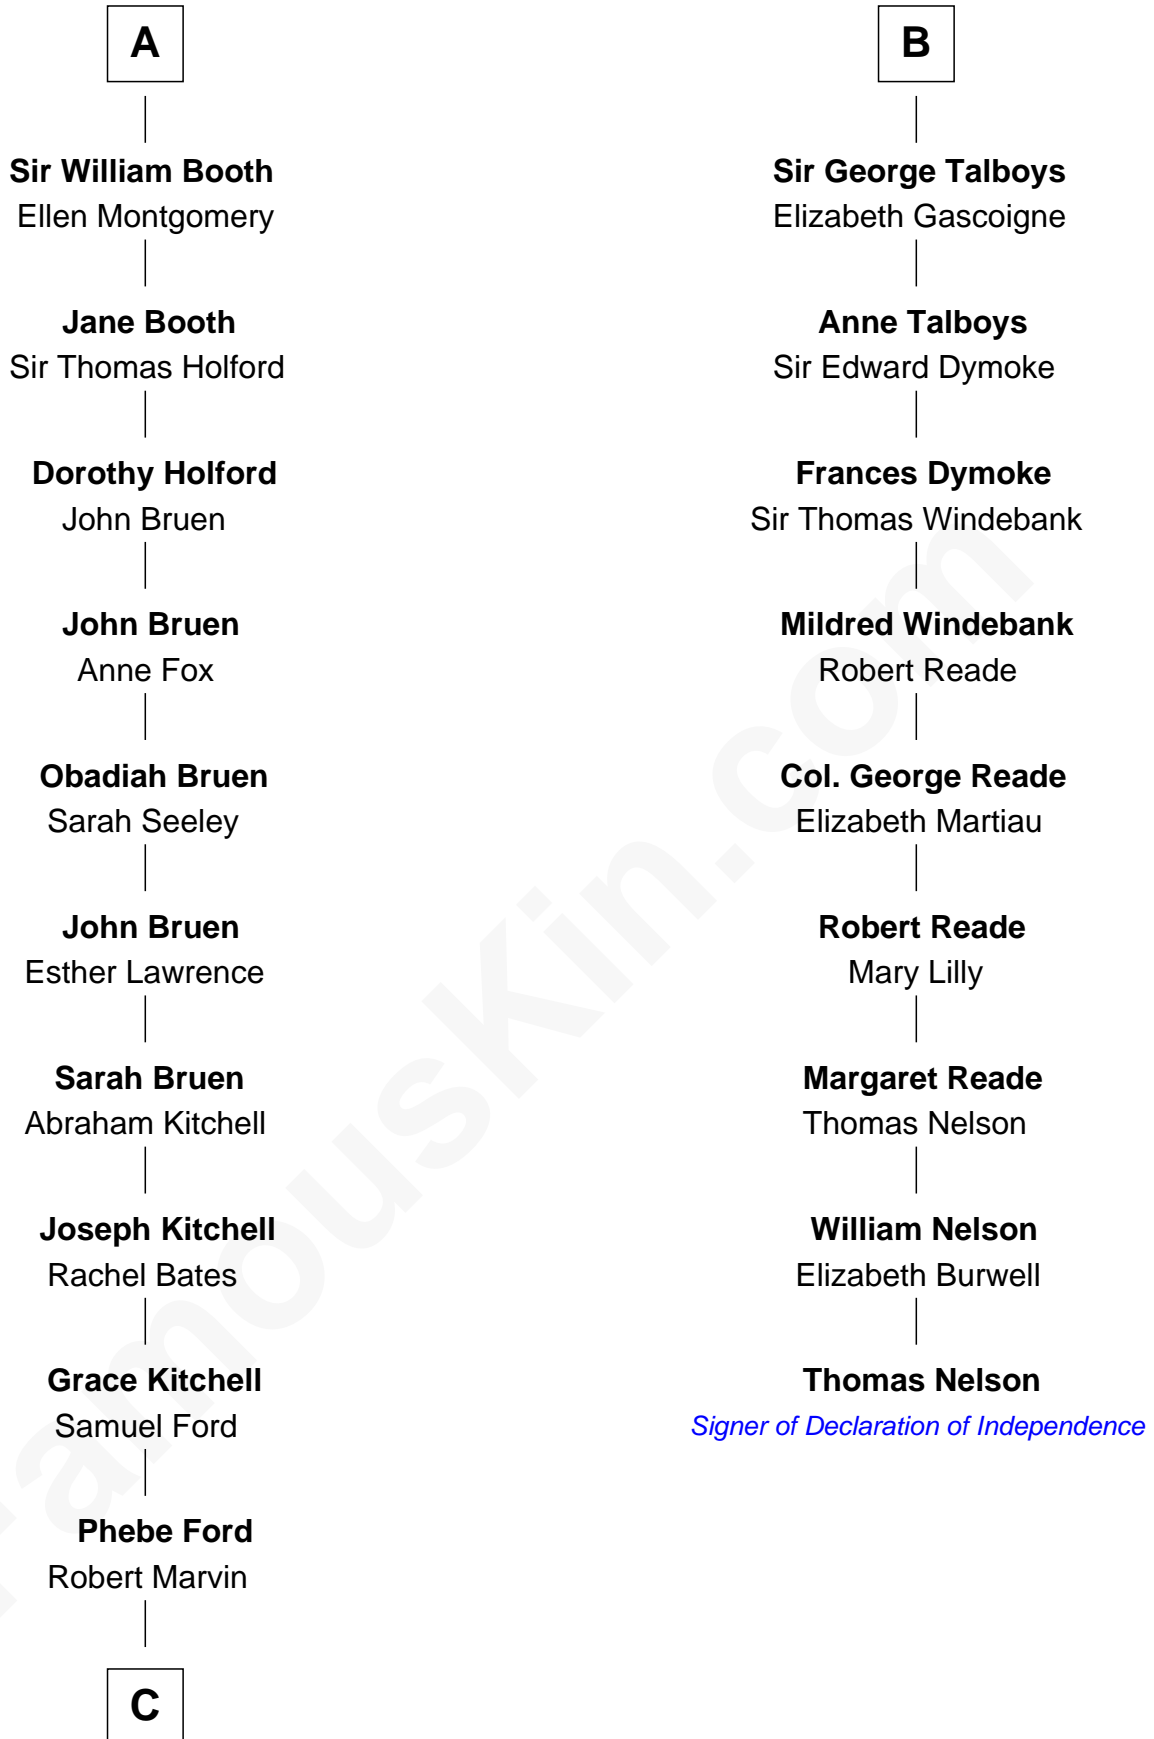 A
Sir William Booth
Ellen Montgomery
Jane Booth
Sir Thomas Holford
Dorothy Holford
John Bruen
John Bruen
Anne Fox
Obadiah Bruen
Sarah Seeley
John Bruen
Esther Lawrence
Sarah Bruen
Abraham Kitchell
Joseph Kitchell
Rachel Bates
Grace Kitchell
Samuel Ford
Phebe Ford
Robert Marvin
C
B
Sir George Talboys
Elizabeth Gascoigne
Anne Talboys
Sir Edward Dymoke
Frances Dymoke
Sir Thomas Windebank
Mildred Windebank
Robert Reade
Col. George Reade
Elizabeth Martiau
Robert Reade
Mary Lilly
Margaret Reade
Thomas Nelson
William Nelson
Elizabeth Burwell
Thomas Nelson
Signer of Declaration of Independence
FamousKin.com